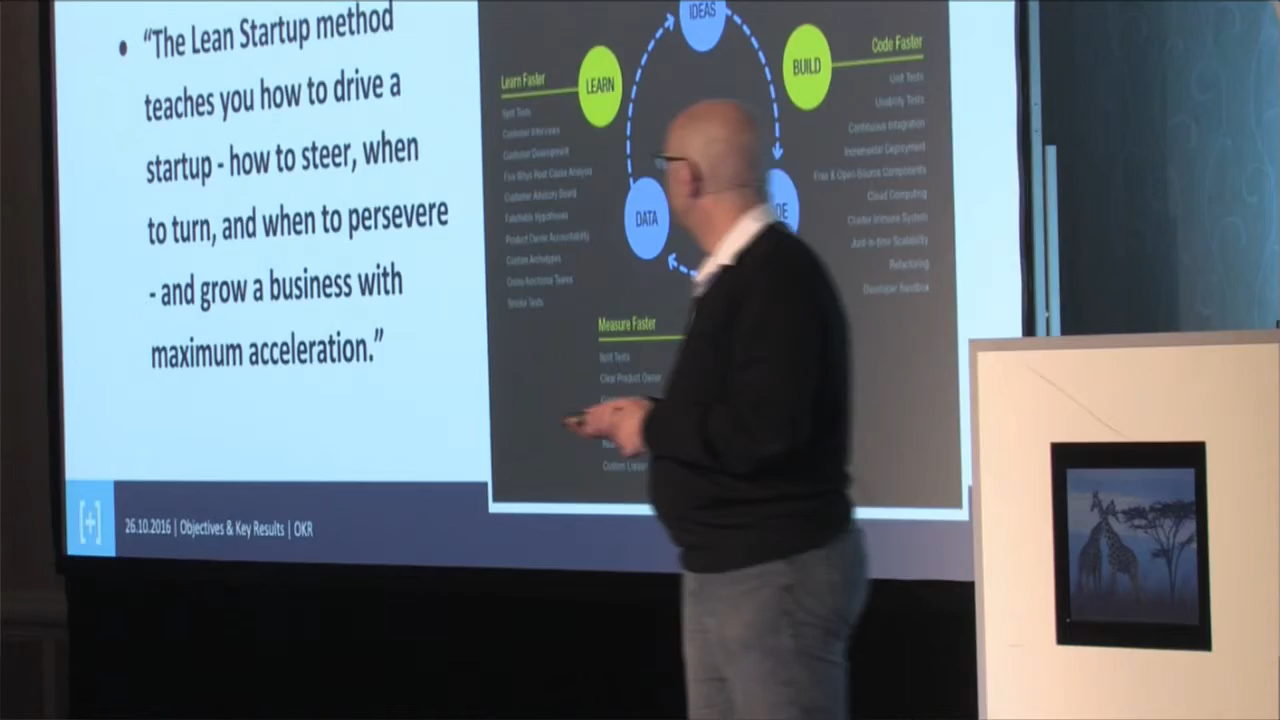 • “The Lean Startup method
teaches you how to drive a
startup - how to steer, when
to turn, and when to persevere
- and grow a business with
maximum acceleration.”
IDEAS
LEARN
BUILD
DATA
Learn Faster
Split Tests
Customer Interviews
Customer Development
Five Whys Root Cause Analysis
Customer Advisory Board
Falsifiable Hypotheses
Product Owner Accountability
Customer Archetypes
Cross-functional Teams
Smoke Tests
Code Faster
Unit Tests
Usability Tests
Continuous Integration
Incremental Deployment
Free & Open-Source Components
Cloud Computing
Cluster Immune System
Just-in-time Scalability
Refactoring
Developer Sandbox
Measure Faster
Split Tests
Clear Product Owner
[+]
26.10.2016 | Objectives & Key Results | OKR